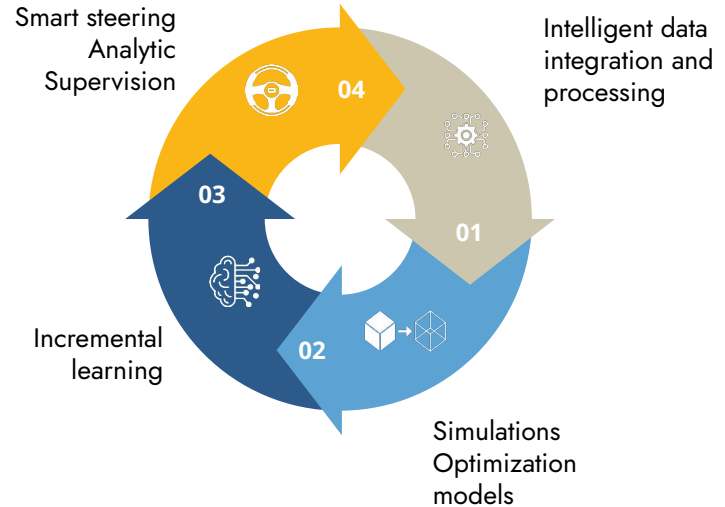 Smart steering
Analytic
Supervision
04
Intelligent data
integration and
processing
03
01
02
Incremental
learning
Simulations
Optimization
models